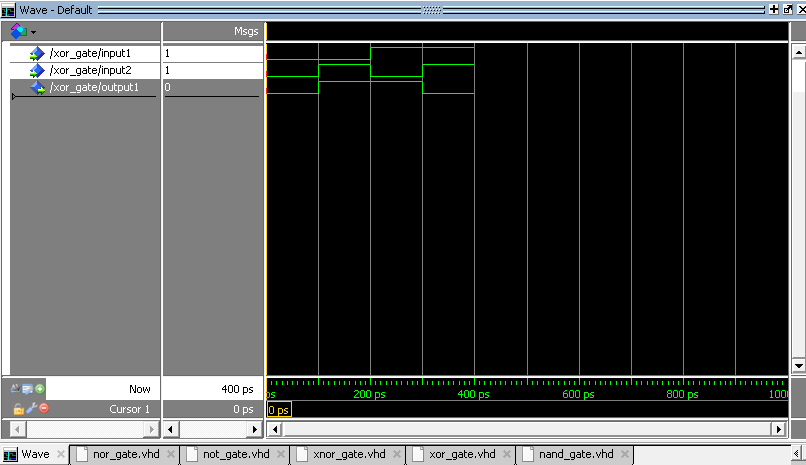 Wave - Default
Msgs
/xor_gate/input1 1
/xor_gate/input2 1
/xor_gate/output1 0
Now 400 ps
ps 200 ps 400 ps 600 ps 800 ps 1000
Cursor 1 0 ps
0 ps
Wave nor_gate.vhd not_gate.vhd xnor_gate.vhd xor_gate.vhd nand_gate.vhd